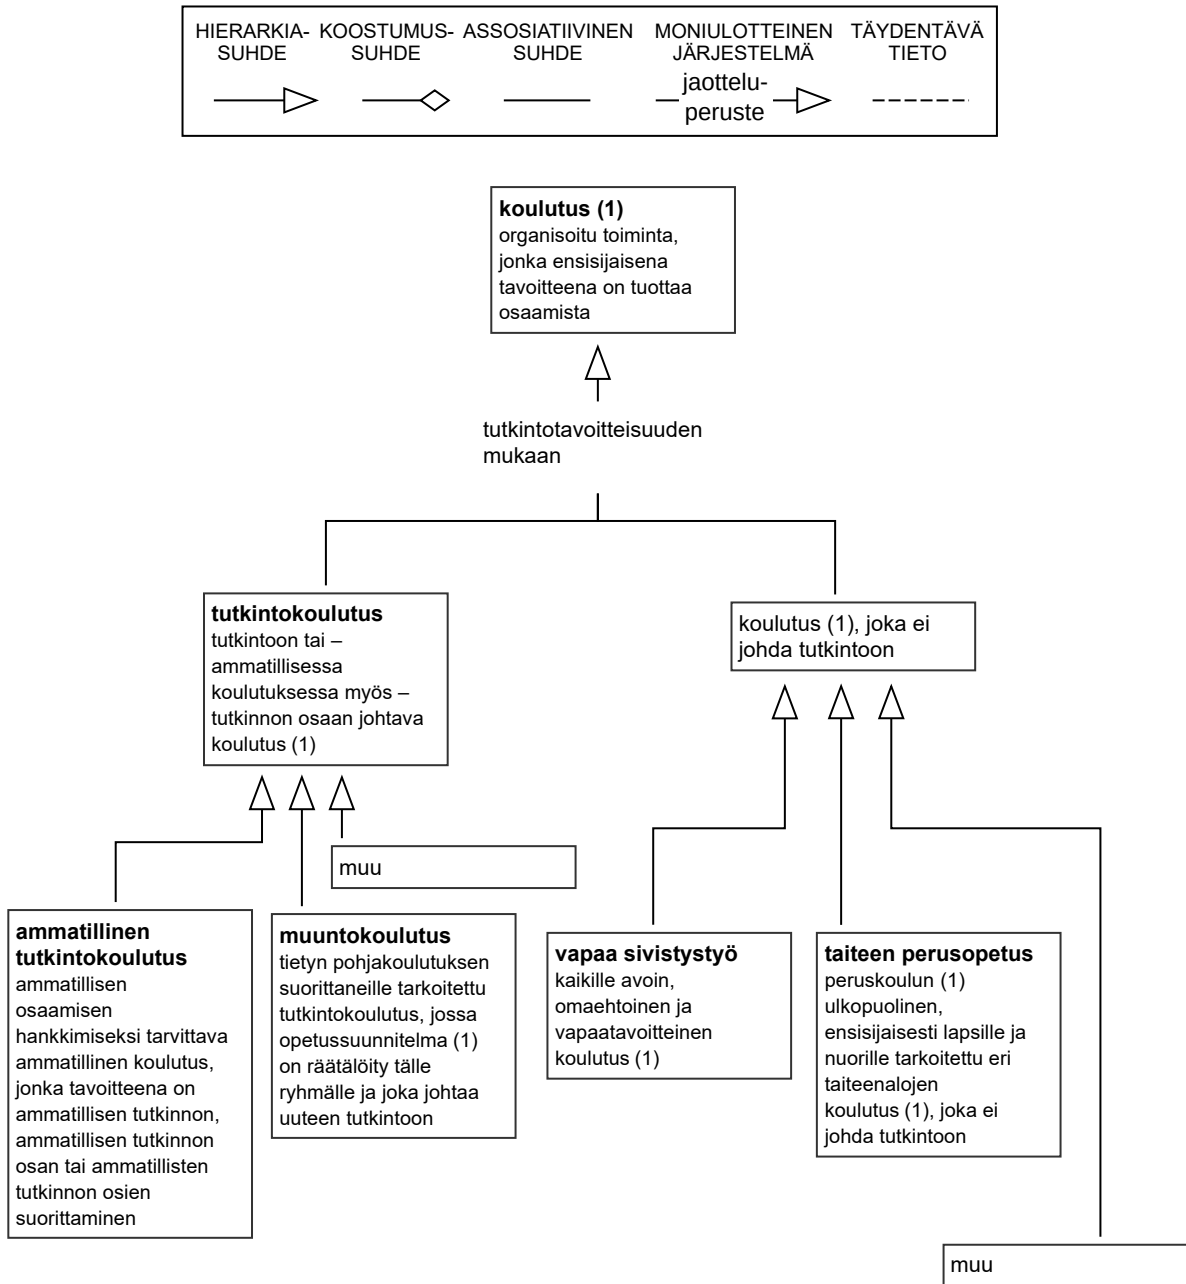 HIERARKIA-
SUHDE
KOOSTUMUS-
SUHDE
ASSOSIATIIVINEN
SUHDE
MONIULOTTEINEN
JÄRJESTELMÄ
jaottelu-
peruste
TÄYDENTÄVÄ
TIETO
koulutus (1)
organisoitu toiminta,
jonka ensisijaisena
tavoitteena on tuottaa
osaamista
tutkintotavoitteisuuden
mukaan
tutkintokoulutus
tutkintoon tai –
ammatillisessa
koulutuksessa myös –
tutkinnon osaan johtava
koulutus (1)
koulutus (1), joka ei
johda tutkintoon
muu
ammatillinen
tutkintokoulutus
ammatillisen
osaamisen
hankkimiseksi tarvittava
ammatillinen koulutus,
jonka tavoitteena on
ammatillisen tutkinnon,
ammatillisen tutkinnon
osan tai ammatillisten
tutkinnon osien
suorittaminen
muuntokoulutus
tietyn pohjakoulutuksen
suorittaneille tarkoitettu
tutkintokoulutus, jossa
opetussuunnitelma (1)
on räätälöity tälle
ryhmälle ja joka johtaa
uuteen tutkintoon
vapaa sivistystyö
kaikille avoin,
omaehtoinen ja
vapaatavoitteinen
koulutus (1)
taiteen perusopetus
peruskoulun (1)
ulkopuolinen,
ensisijaisesti lapsille ja
nuorille tarkoitettu eri
taiteenalojen
koulutus (1), joka ei
johda tutkintoon
muu